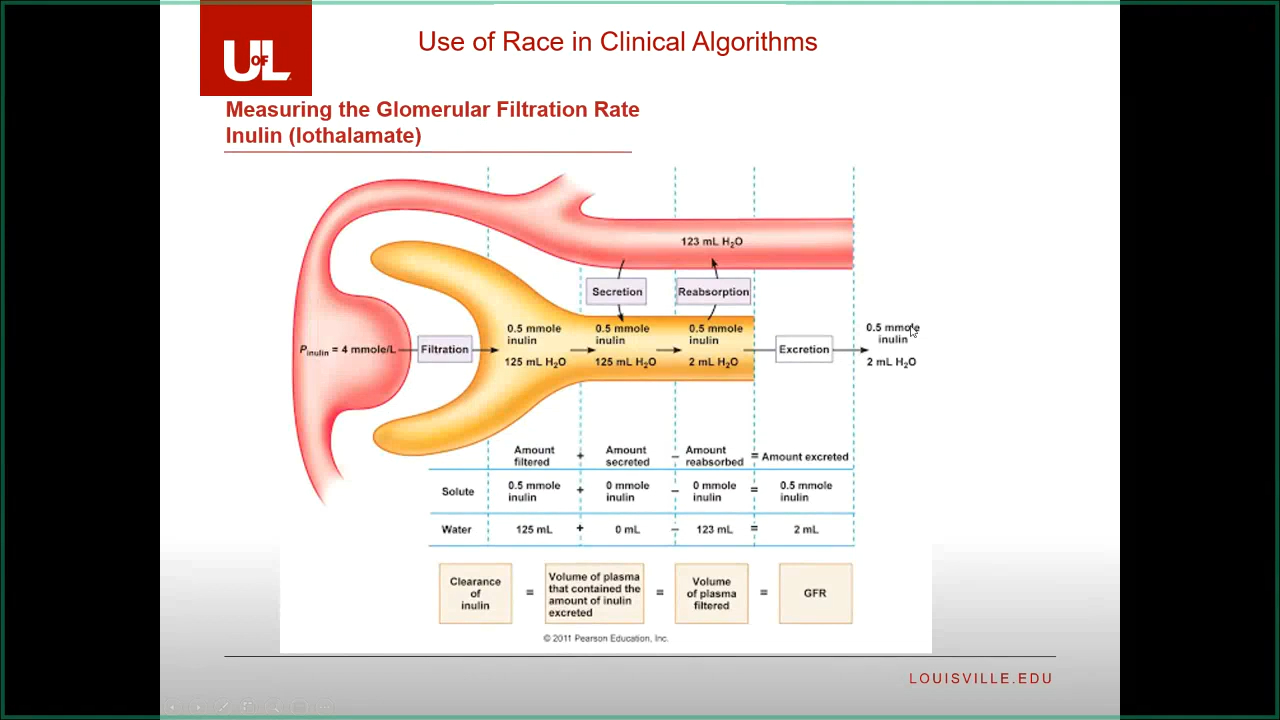 UofL
Use of Race in Clinical Algorithms
Measuring the Glomerular Filtration Rate
Inulin (Iothalamate)
123 mL H₂O
Secretion
Reabsorption
P inulin = 4 mmole/L
Filtration
0.5 mmole
inulin
125 mL H₂O
0.5 mmole
inulin
125 mL H₂O
0.5 mmole
inulin
2 mL H₂O
Excretion
0.5 mmole
inulin
2 mL H₂O
Amount filtered + Amount secreted – Amount reabsorbed = Amount excreted
Solute 0.5 mmole inulin + 0 mmole inulin – 0 mmole inulin = 0.5 mmole inulin
Water 125 mL + 0 mL – 123 mL = 2 mL
Clearance of inulin = Volume of plasma that contained the amount of inulin excreted = Volume of plasma filtered = GFR
© 2011 Pearson Education, Inc.
LOUISVILLE.EDU